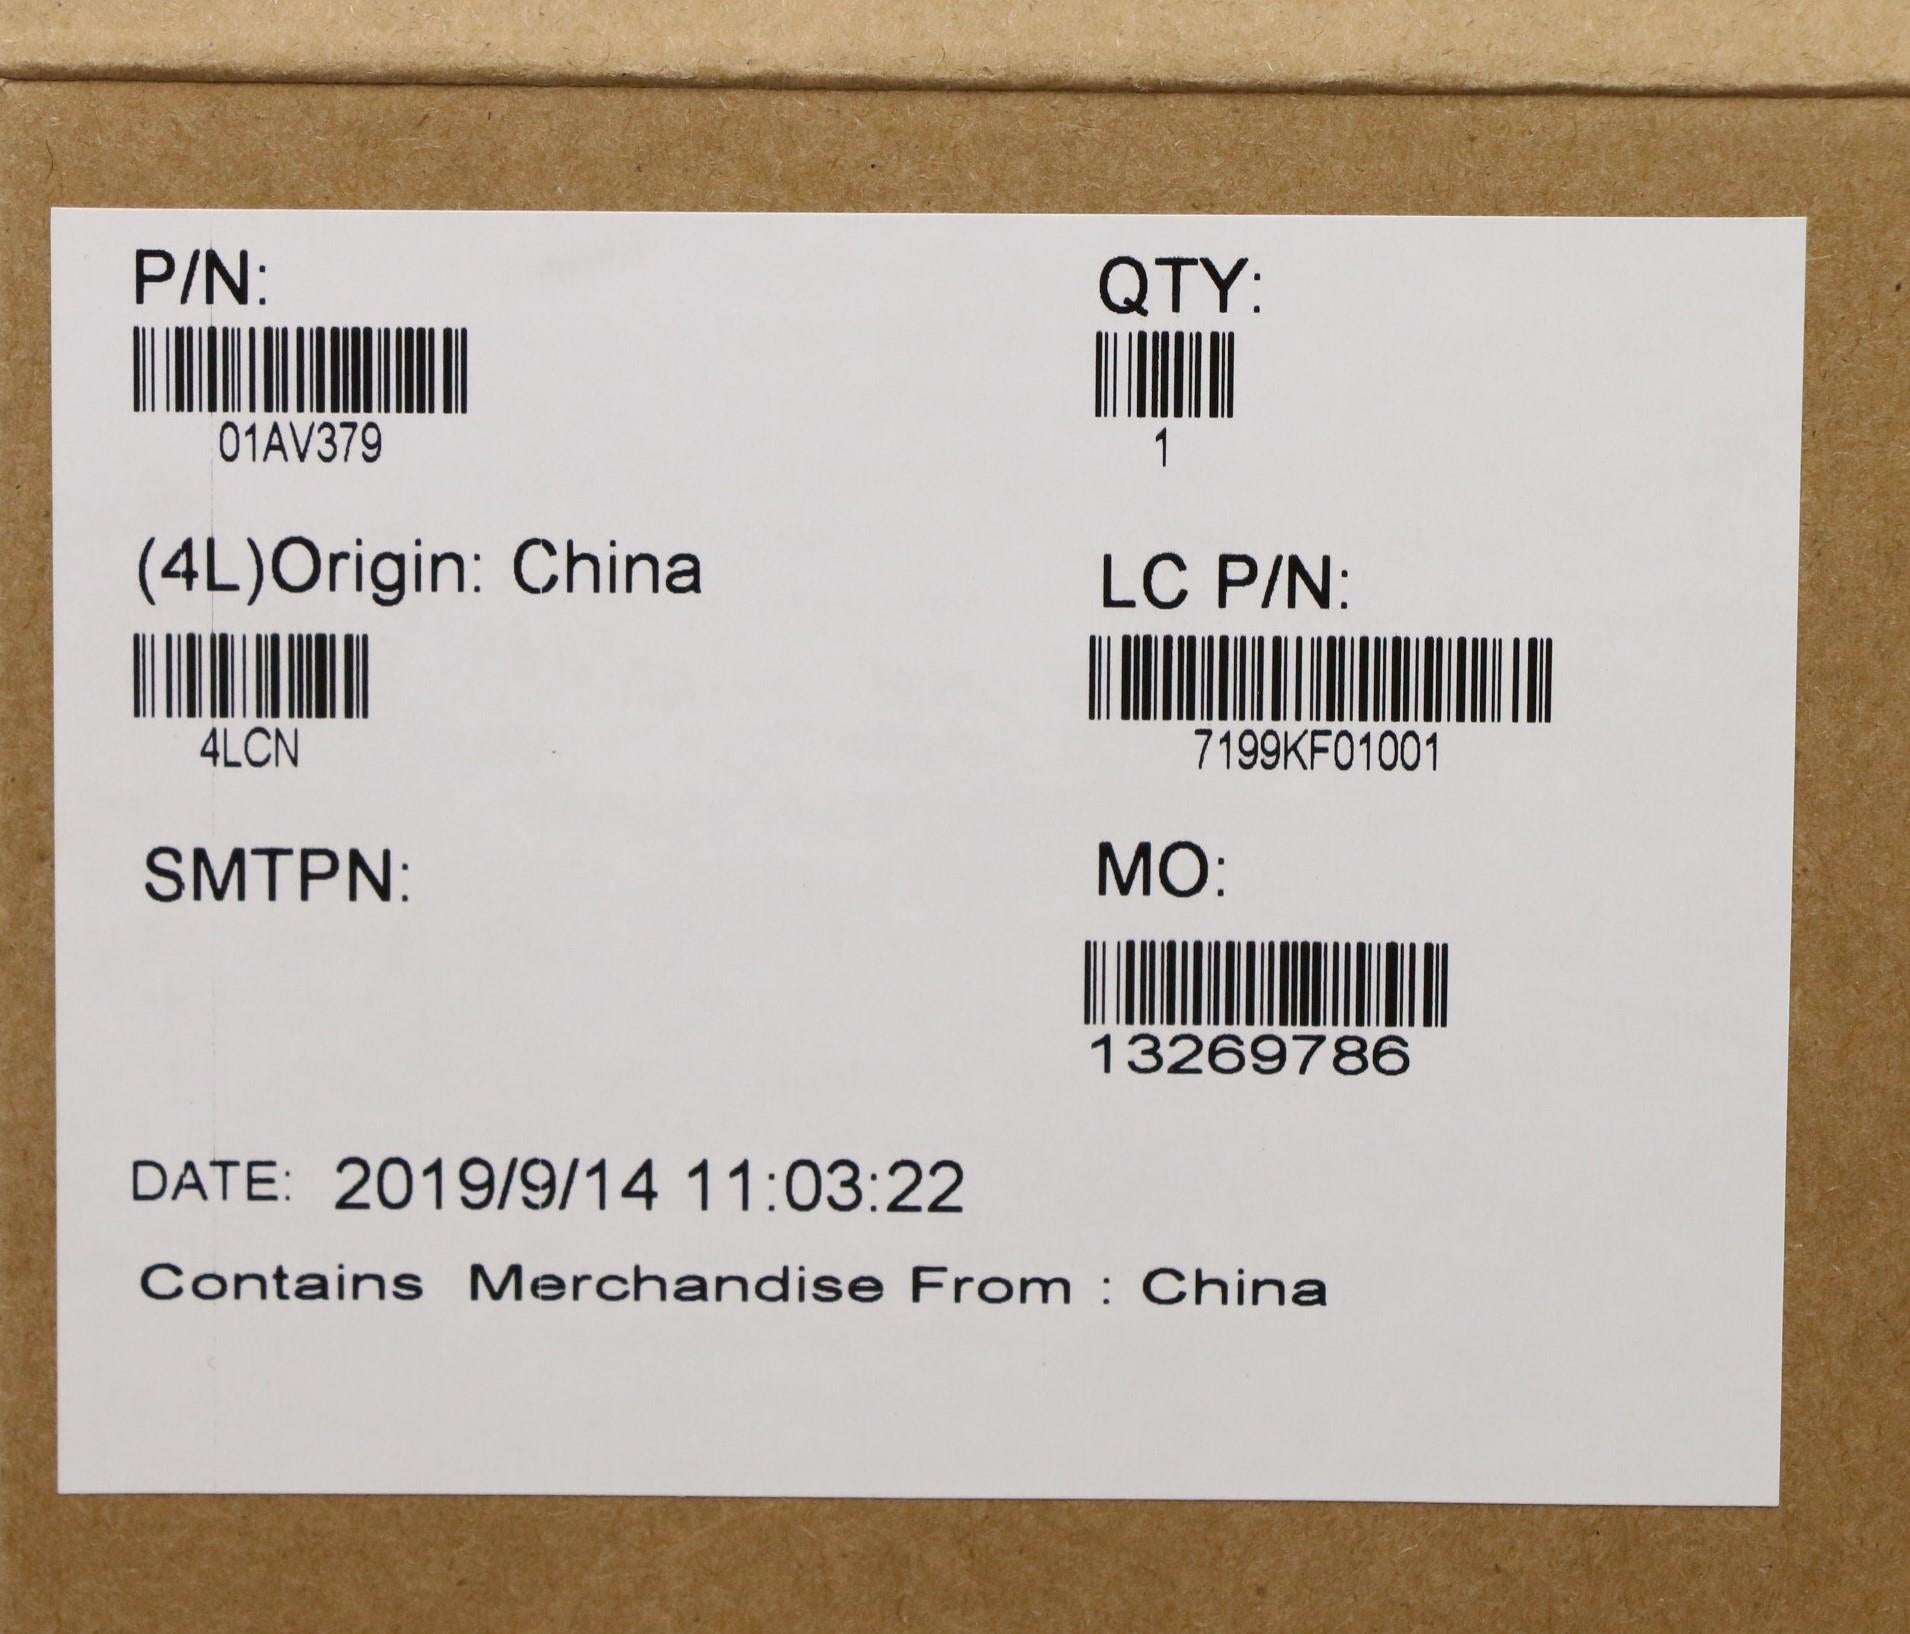 P/N:
01AV379
QTY:
1
(4L)Origin: China
4LCN
LC P/N:
7199KF01001
SMTPN:
MO:
13269786
DATE: 2019/9/14 11:03:22
Contains Merchandise From : China